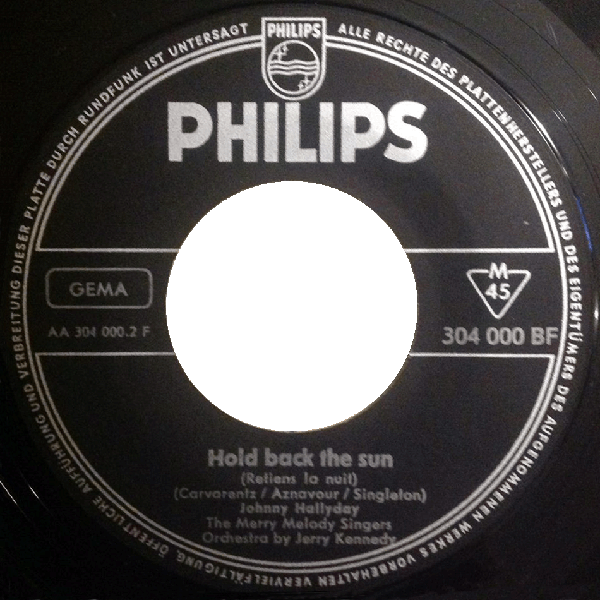 ALLE RECHTE DES PLATTENHERSTELLERS UND DES EIGENTÜMERS DES AUFGENOMMENEN WERKES VORBEHALTEN VERVIELFÄLTIGUNG, ÖFFENTLICHE AUFFÜHRUNG UND VERBREITUNG DIESER PLATTE DURCH RUNDFUNK IST UNTERSAGT
PHILIPS
PHILIPS
GEMA
M
45
AA 304 000.2 F
304 000 BF
Hold back the sun
(Retiens la nuit)
(Carvarentz / Aznavour / Singleton)
Johnny Hallyday
The Merry Melody Singers
Orchestra by Jerry Kennedy